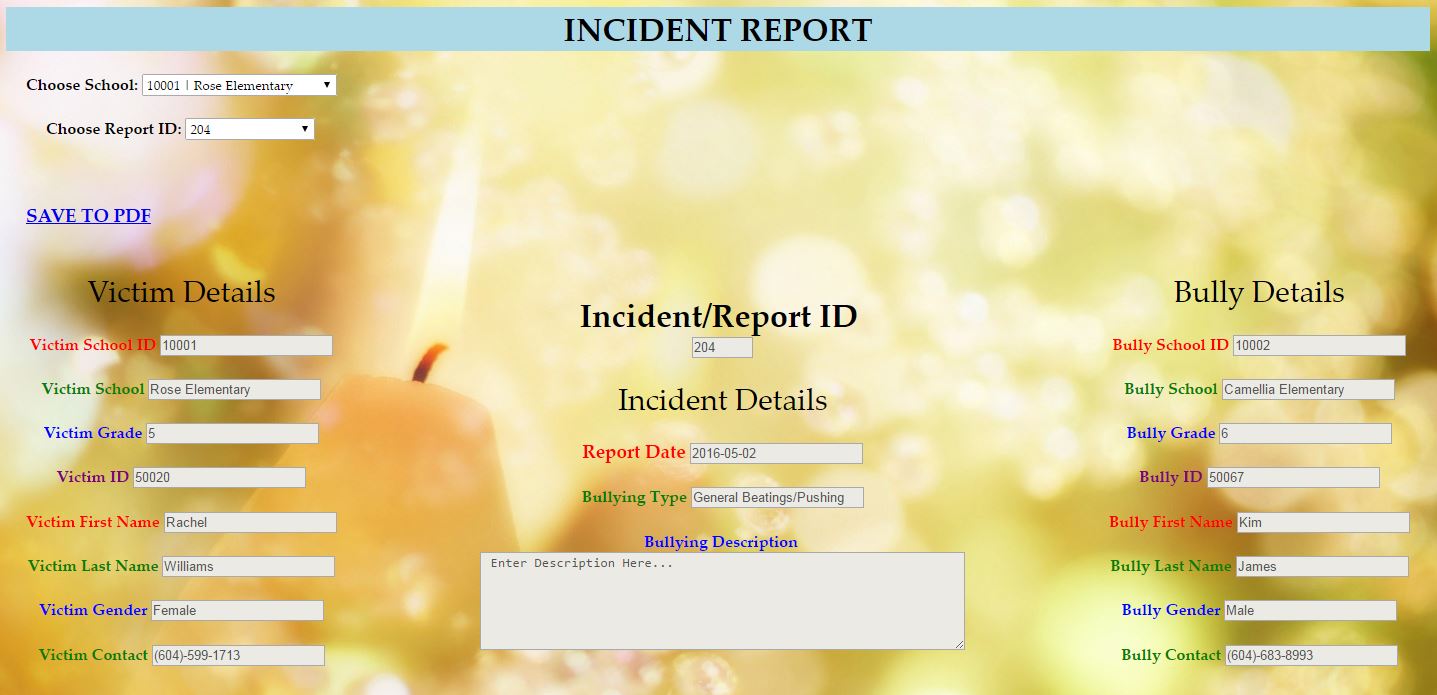 INCIDENT REPORT
Choose School: 10001 | Rose Elementary
Choose Report ID: 204
SAVE TO PDF
Victim Details
Victim School ID 10001
Victim School Rose Elementary
Victim Grade 5
Victim ID 50020
Victim First Name Rachel
Victim Last Name Williams
Victim Gender Female
Victim Contact (604)-599-1713
Incident/Report ID
204
Incident Details
Report Date 2016-05-02
Bullying Type General Beatings/Pushing
Bullying Description
Enter Description Here...
Bully Details
Bully School ID 10002
Bully School Camellia Elementary
Bully Grade 6
Bully ID 50067
Bully First Name Kim
Bully Last Name James
Bully Gender Male
Bully Contact (604)-683-8993